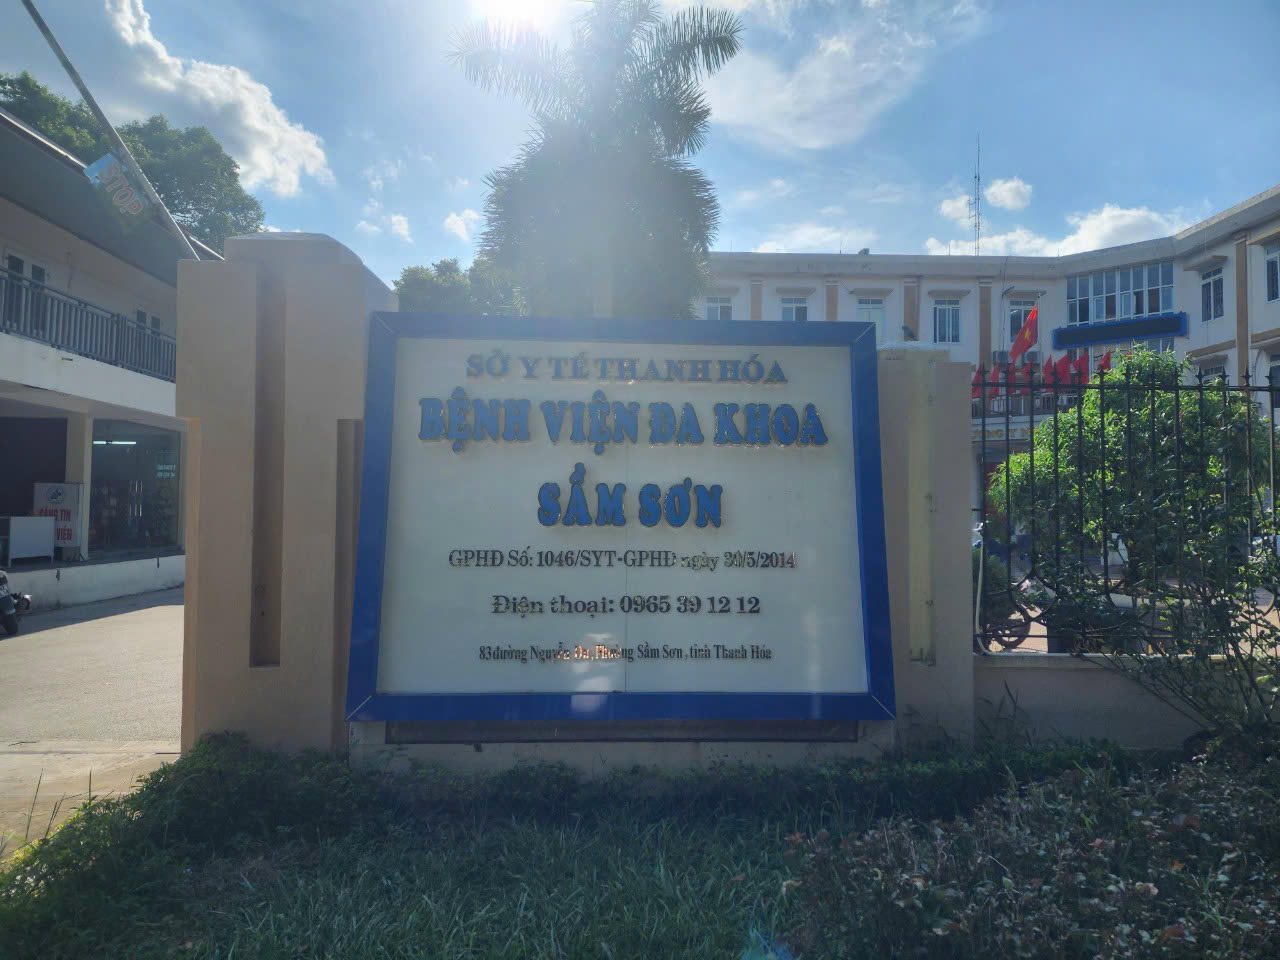 SỞ Y TẾ THANH HÓA
BỆNH VIỆN ĐA KHOA
SẦM SƠN
GPHĐ Số: 1046/SYT-GPHĐ ngày 30/5/2014
Điện thoại: 0965 39 12 12
83 đường Nguyễn Du, Phường Sầm Sơn, tỉnh Thanh Hóa
STOP